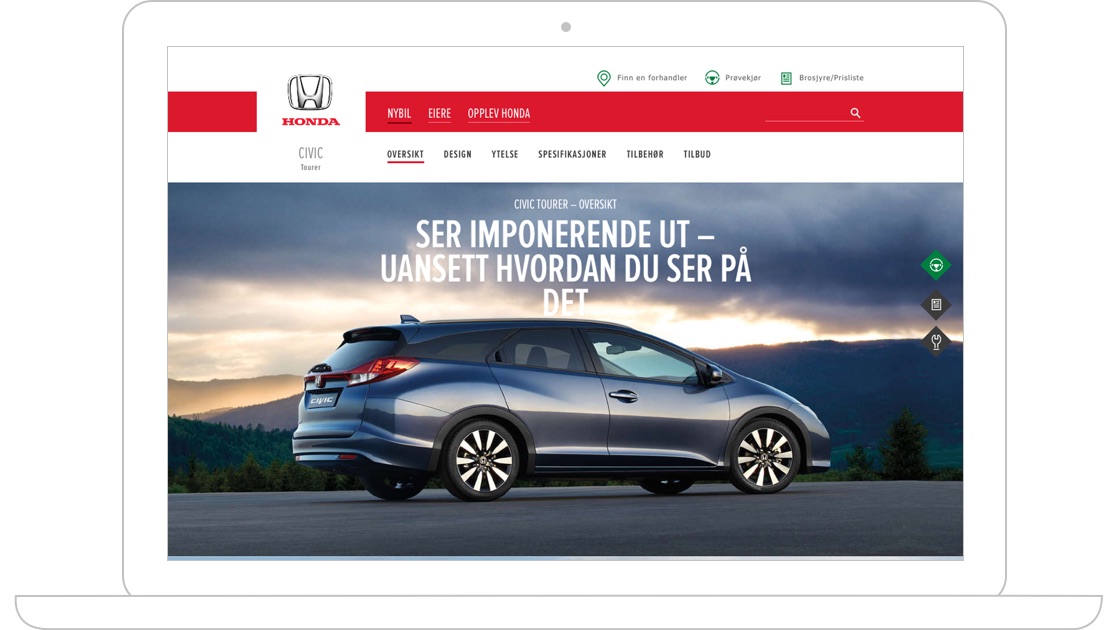 Finn en forhandler
Prøvekjør
Brosjyre/Prisliste
HONDA
NYBIL
EIERE
OPPLEV HONDA
CIVIC
Tourer
OVERSIKT
DESIGN
YTELSE
SPESIFIKASJONER
TILBEHØR
TILBUD
CIVIC TOURER – OVERSIKT
SER IMPONERENDE UT –
UANSETT HVORDAN DU SER PÅ
DET
CIVIC